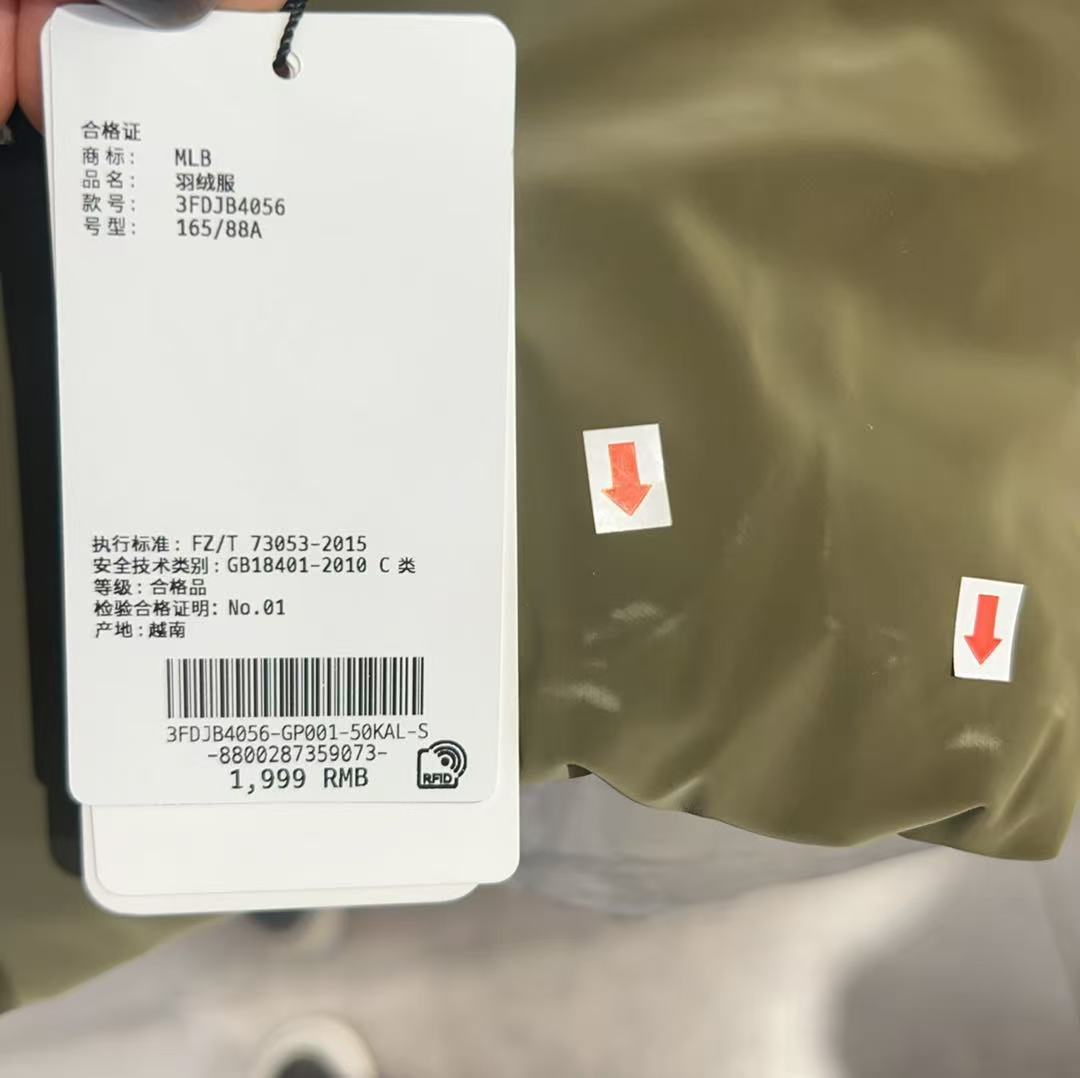 合格证
商标: MLB
品名: 羽绒服
款号: 3FDJB4056
号型: 165/88A
执行标准: FZ/T 73053-2015
安全技术类别: GB18401-2010 C 类
等级: 合格品
检验合格证明: No.01
产地: 越南
3FDJB4056-GP001-50KAL-S
-8800287359073-
1,999 RMB
RFID